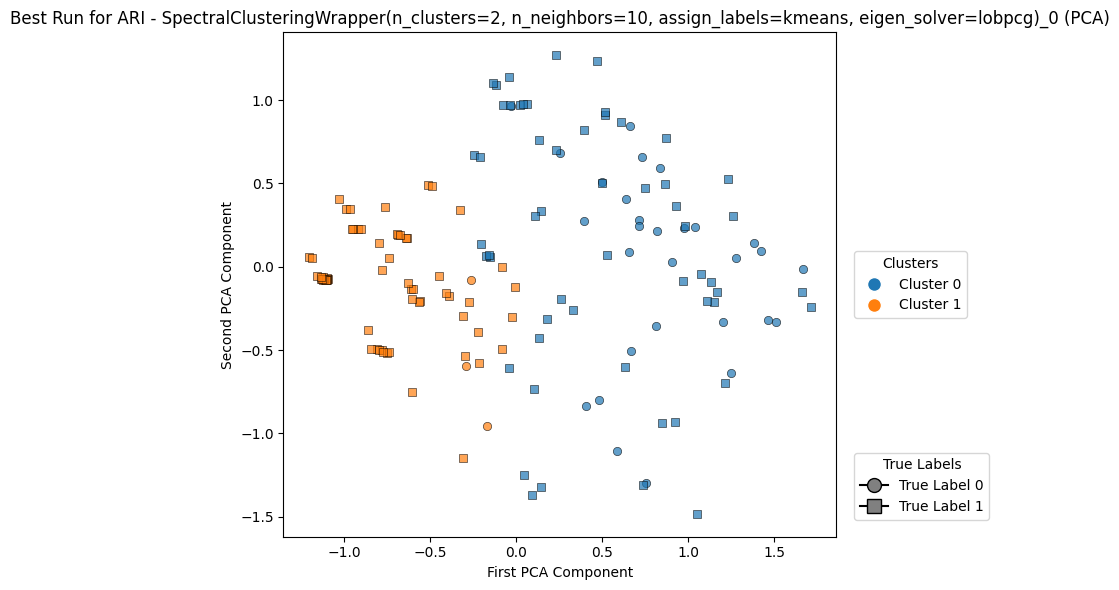 Best Run for ARI - SpectralClusteringWrapper(n_clusters=2, n_neighbors=10, assign_labels=kmeans, eigen_solver=lobpcg)_0 (PCA)
Second PCA Component
1.0
0.5
0.0
−0.5
−1.0
−1.5
−1.0 −0.5 0.0 0.5 1.0 1.5
First PCA Component
Clusters
Cluster 0
Cluster 1
True Labels
True Label 0
True Label 1